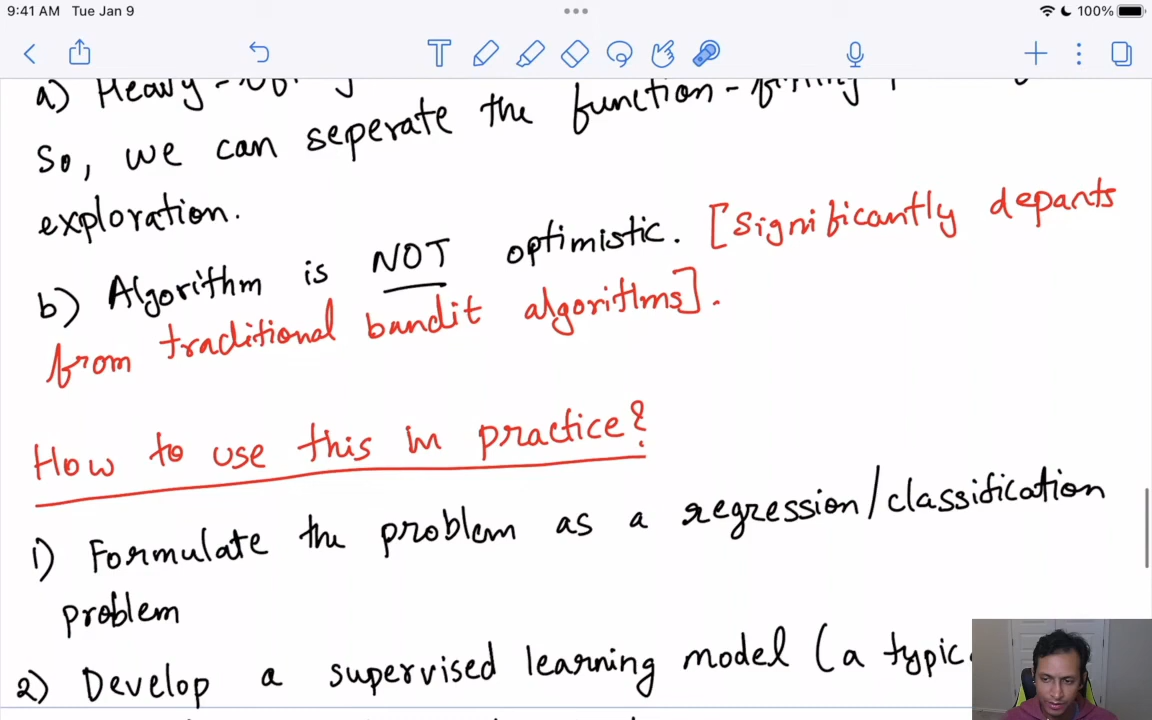 9:41 AM Tue Jan 9
100%
a) Heavy-
So, we can seperate the function-fitting
exploration.
b) Algorithm is NOT optimistic. [Significantly departs
from traditional bandit algorithms].
How to use this in practice?
1) Formulate the problem as a regression/classification
problem
2) Develop a supervised learning model (a typic